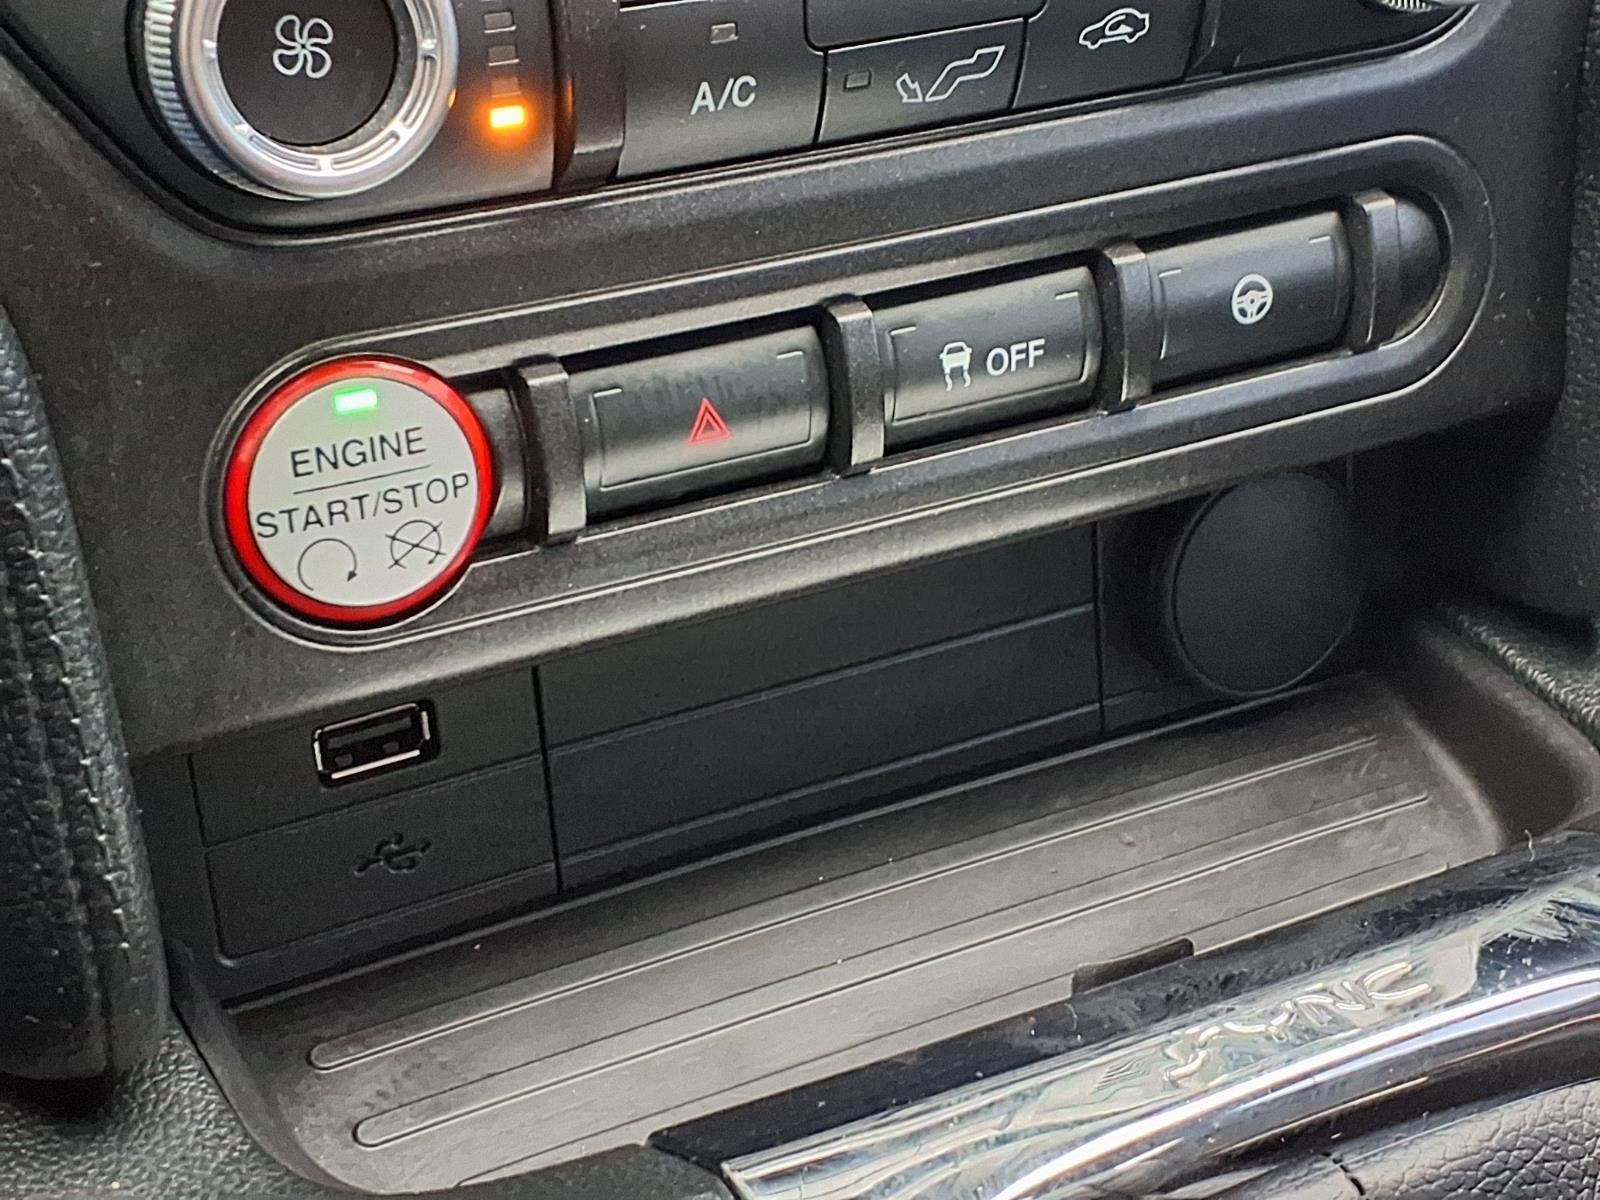 A/C
ENGINE
START/STOP
OFF
SYNC